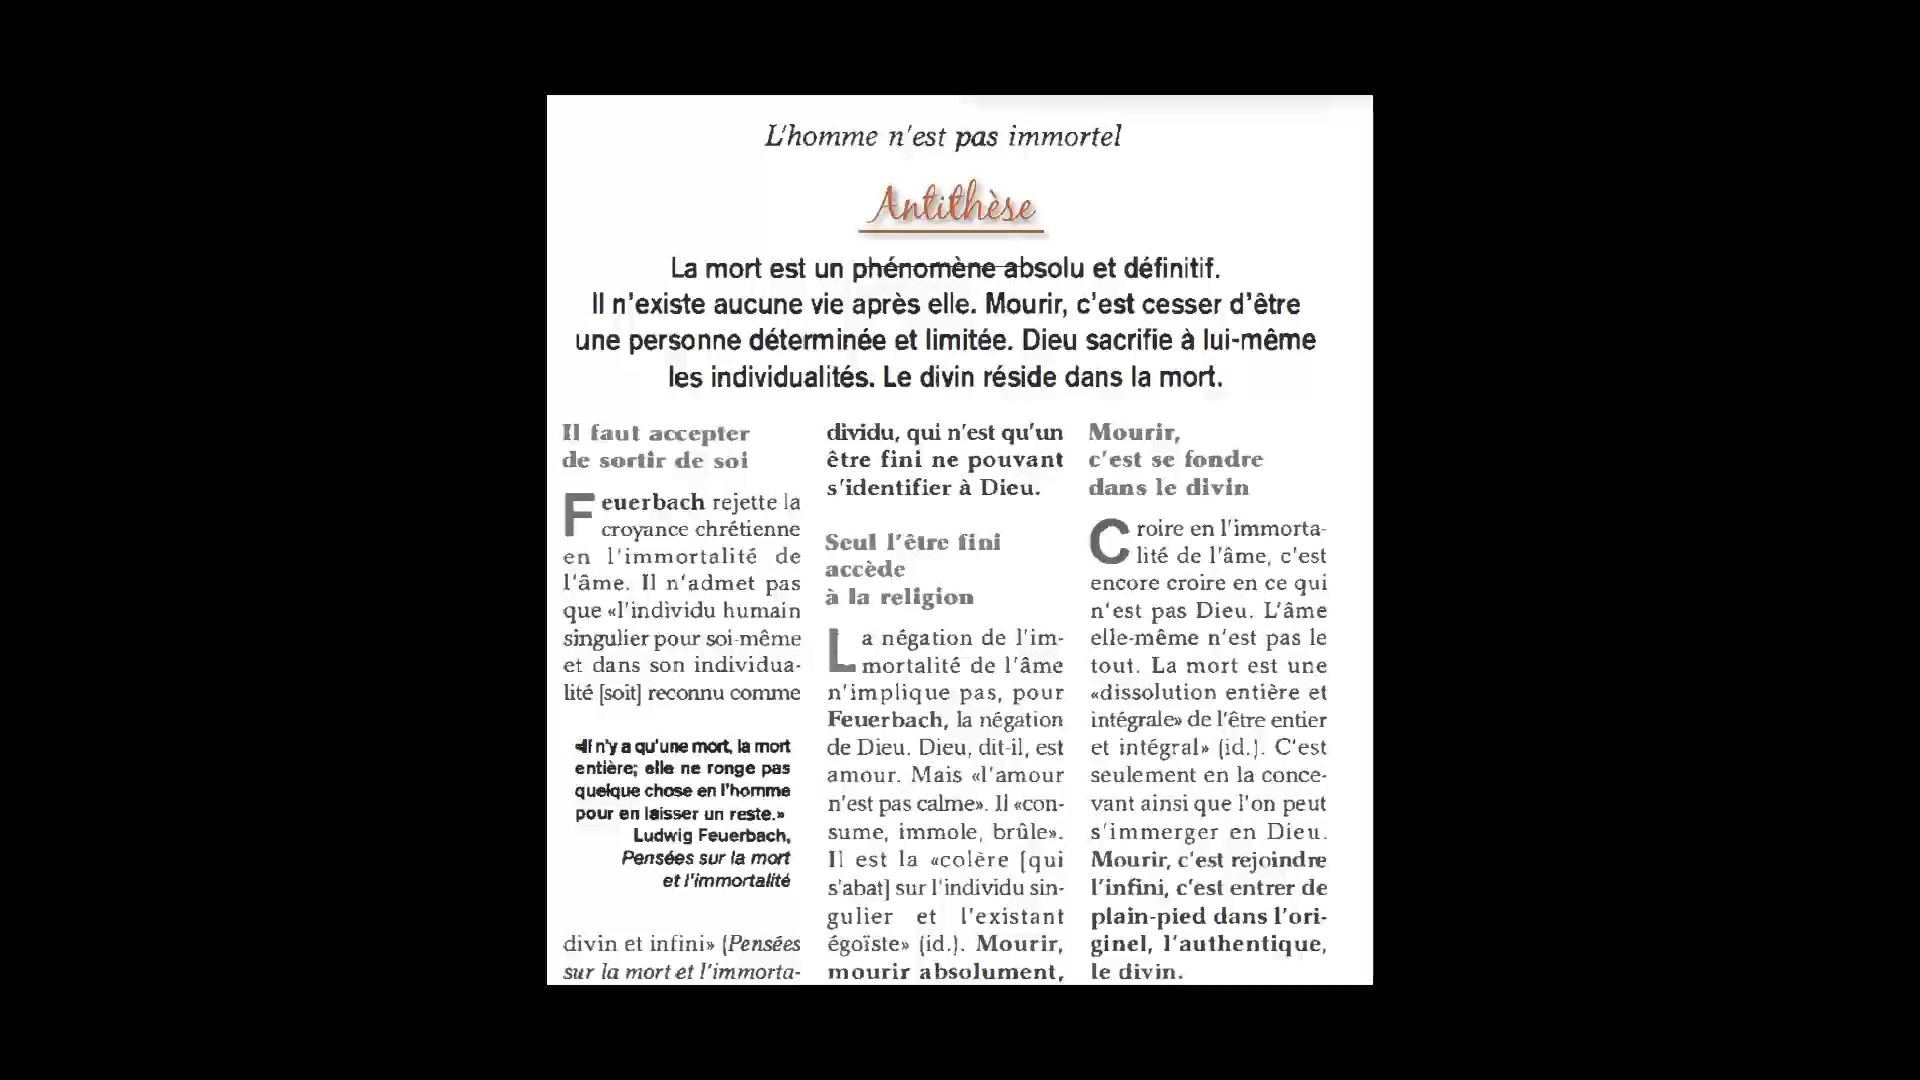 L'homme n'est pas immortel
Antithèse
La mort est un phénomène absolu et définitif.
Il n'existe aucune vie après elle. Mourir, c'est cesser d'être
une personne déterminée et limitée. Dieu sacrifie à lui-même
les individualités. Le divin réside dans la mort.
Il faut accepter
de sortir de soi
Feuerbach rejette la
croyance chrétienne
en l'immortalité de
l'âme. Il n'admet pas
que «l'individu humain
singulier pour soi-même
et dans son individua-
lité [soit] reconnu comme
«Il n'y a qu'une mort, la mort
entière; elle ne ronge pas
quelque chose en l'homme
pour en laisser un reste.»
Ludwig Feuerbach,
Pensées sur la mort
et l'immortalité
divin et infini» (Pensées
sur la mort et l'immorta-
dividu, qui n'est qu'un
être fini ne pouvant
s'identifier à Dieu.
Seul l'être fini
accède
à la religion
La négation de l'im-
mortalité de l'âme
n'implique pas, pour
Feuerbach, la négation
de Dieu. Dieu, dit-il, est
amour. Mais «l'amour
n'est pas calme». Il «con-
sume, immole, brûle».
Il est la «colère [qui
s'abat] sur l'individu sin-
gulier et l'existant
égoïste» (id.). Mourir,
mourir absolument,
Mourir,
c'est se fondre
dans le divin
Croire en l'immorta-
lité de l'âme, c'est
encore croire en ce qui
n'est pas Dieu. L'âme
elle-même n'est pas le
tout. La mort est une
«dissolution entière et
intégrale» de l'être entier
et intégral» (id.). C'est
seulement en la conce-
vant ainsi que l'on peut
s'immerger en Dieu.
Mourir, c'est rejoindre
l'infini, c'est entrer de
plain-pied dans l'ori-
ginel, l'authentique,
le divin.